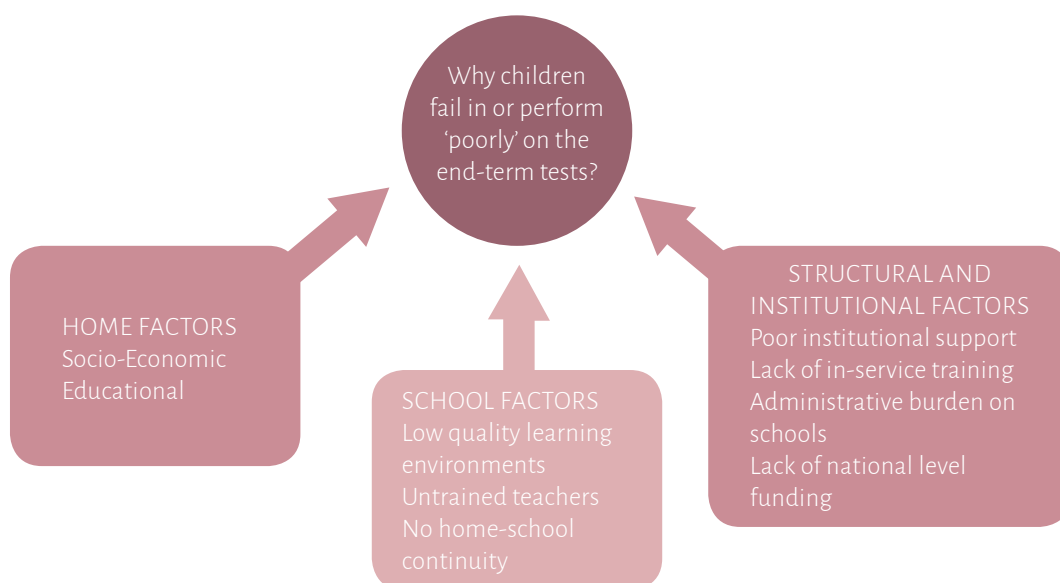 Why children
fail in or perform
‘poorly’ on the
end-term tests?
HOME FACTORS
Socio-Economic
Educational
SCHOOL FACTORS
Low quality learning
environments
Untrained teachers
No home-school
continuity
STRUCTURAL AND
INSTITUTIONAL FACTORS
Poor institutional support
Lack of in-service training
Administrative burden on
schools
Lack of national level
funding